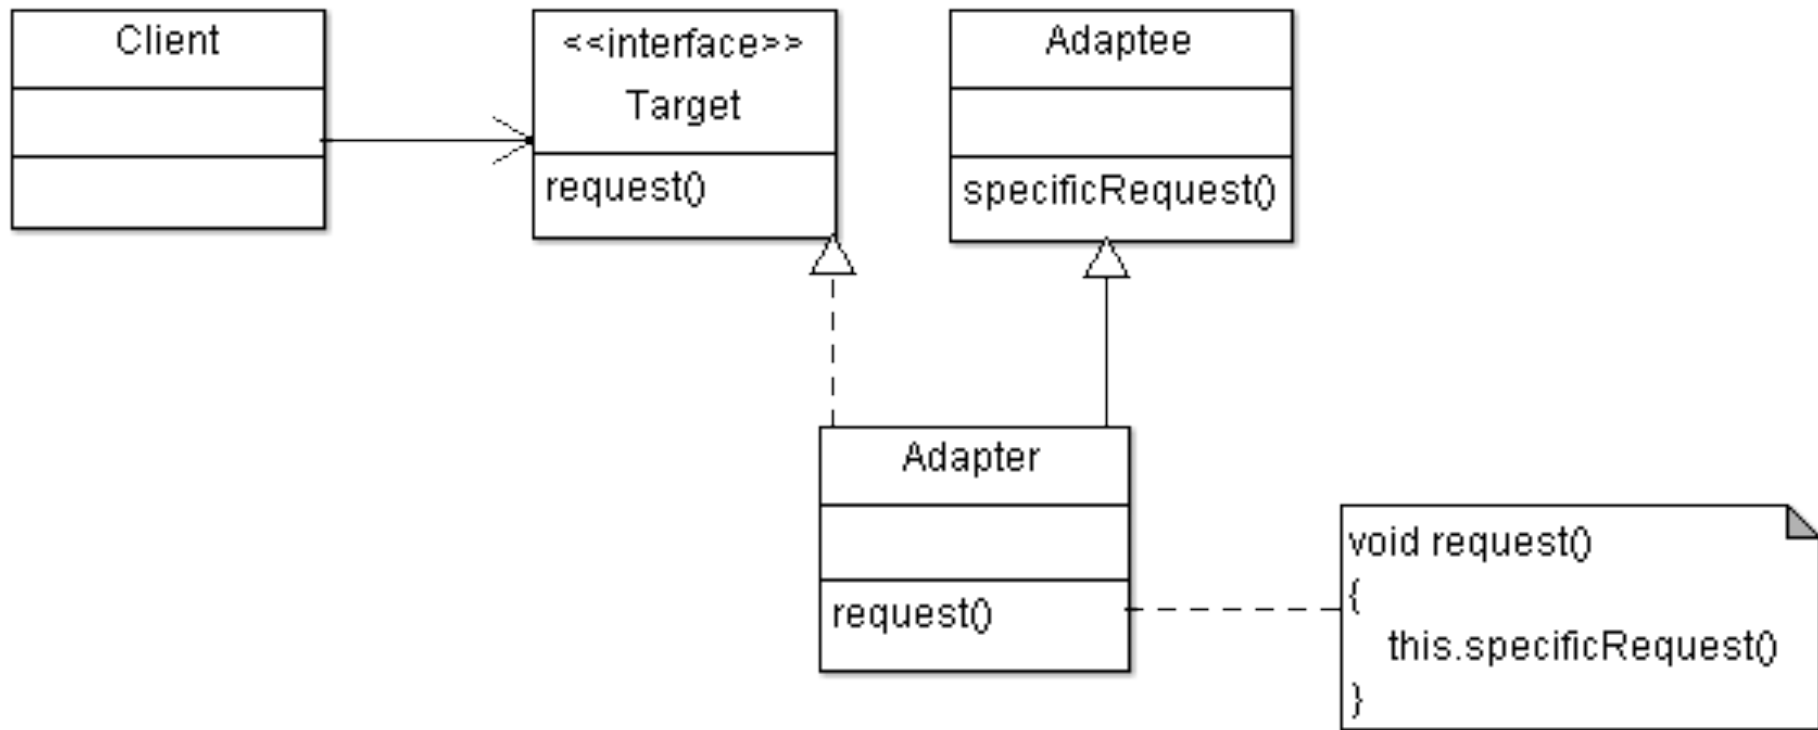 Client
<<interface>>
Target
request()
Adaptee
specificRequest()
Adapter
request()
void request()
{
this.specificRequest()
}